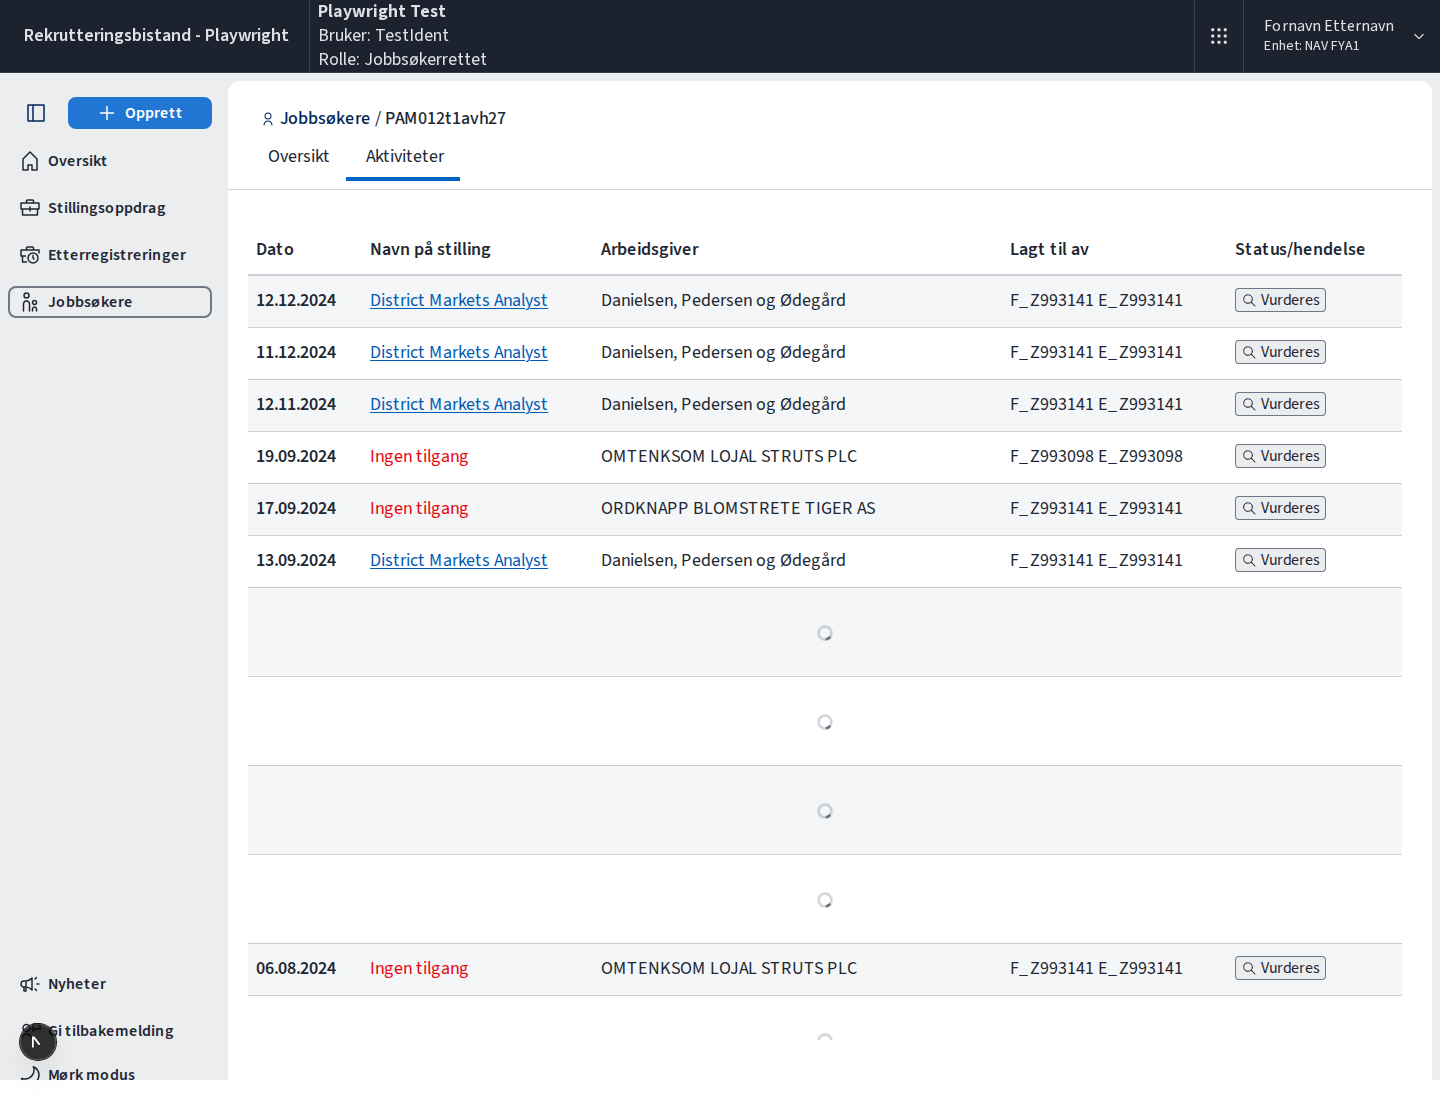 Rekrutteringsbistand - Playwright
Playwright Test
Bruker: TestIdent
Rolle: Jobbsøkerrettet
Fornavn Etternavn
Enhet: NAV FYA1
Opprett
Oversikt
Stillingsoppdrag
Etterregistreringer
Jobbsøkere
Jobbsøkere / PAM012t1avh27
Oversikt Aktiviteter
Dato Navn på stilling Arbeidsgiver Lagt til av Status/hendelse
12.12.2024 District Markets Analyst Danielsen, Pedersen og Ødegård F_Z993141 E_Z993141 Vurderes
11.12.2024 District Markets Analyst Danielsen, Pedersen og Ødegård F_Z993141 E_Z993141 Vurderes
12.11.2024 District Markets Analyst Danielsen, Pedersen og Ødegård F_Z993141 E_Z993141 Vurderes
19.09.2024 Ingen tilgang OMTENKSOM LOJAL STRUTS PLC F_Z993098 E_Z993098 Vurderes
17.09.2024 Ingen tilgang ORDKNAPP BLOMSTRETE TIGER AS F_Z993141 E_Z993141 Vurderes
13.09.2024 District Markets Analyst Danielsen, Pedersen og Ødegård F_Z993141 E_Z993141 Vurderes
06.08.2024 Ingen tilgang OMTENKSOM LOJAL STRUTS PLC F_Z993141 E_Z993141 Vurderes
Nyheter
Gi tilbakemelding
Mørk modus